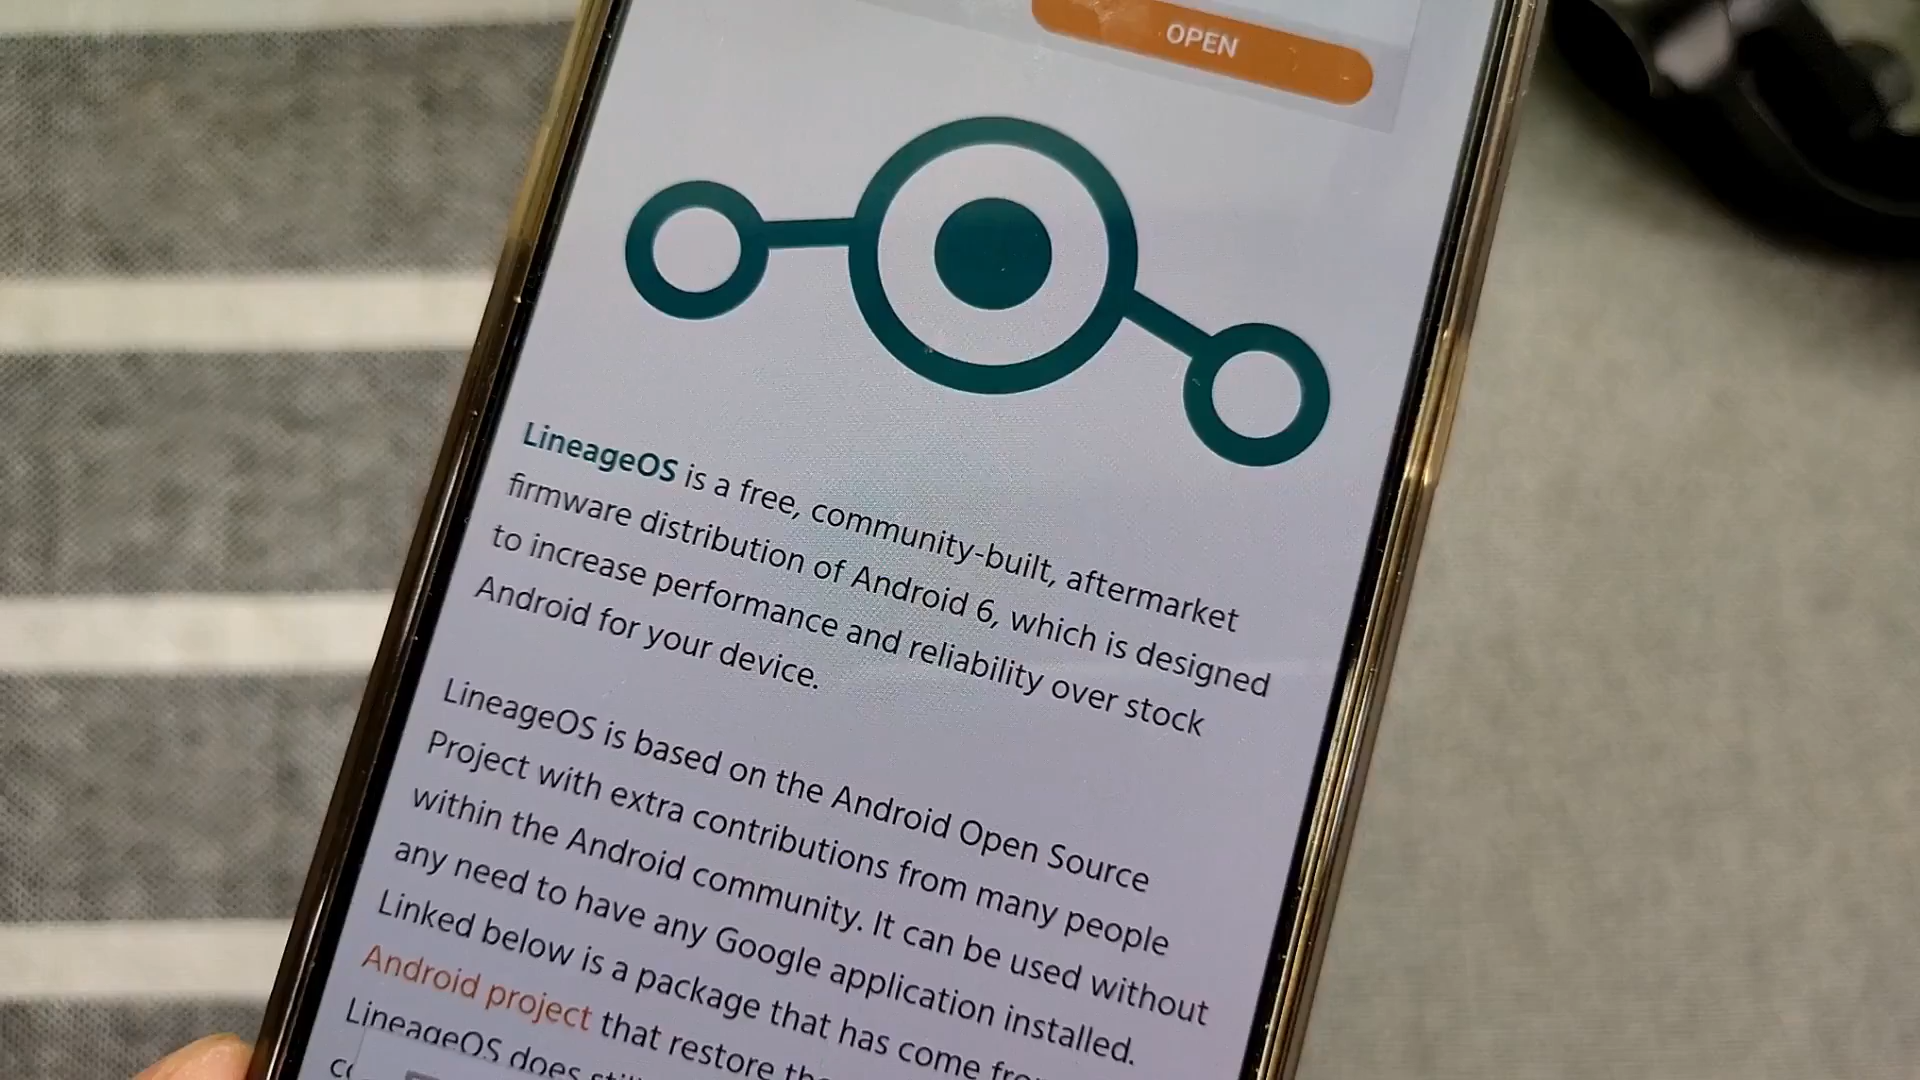 OPEN
LineageOS is a free, community-built, aftermarket
firmware distribution of Android 6, which is designed
to increase performance and reliability over stock
Android for your device.
LineageOS is based on the Android Open Source
Project with extra contributions from many people
within the Android community. It can be used without
any need to have any Google application installed.
Linked below is a package that has come
Android project that restore
LineageOS does